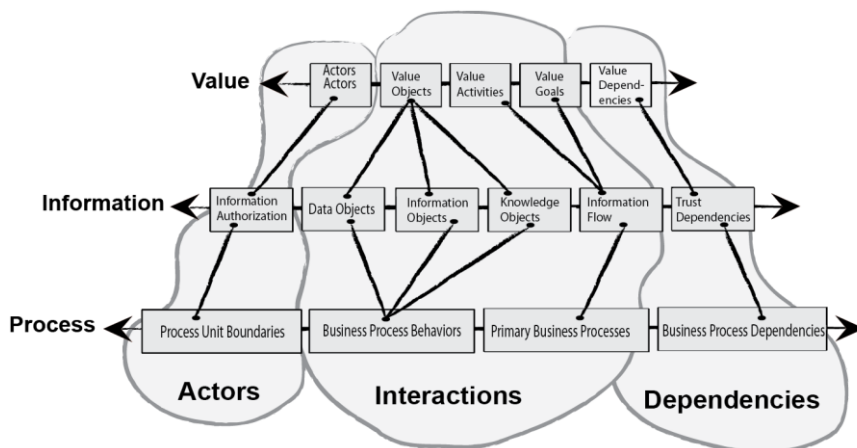 Value
Actors
Actors
Value
Objects
Value
Activities
Value
Goals
Value
Depend-
encies
Information
Information
Authorization
Data Objects
Information
Objects
Knowledge
Objects
Information
Flow
Trust
Dependencies
Process
Process Unit Boundaries
Business Process Behaviors
Primary Business Processes
Business Process Dependencies
Actors
Interactions
Dependencies